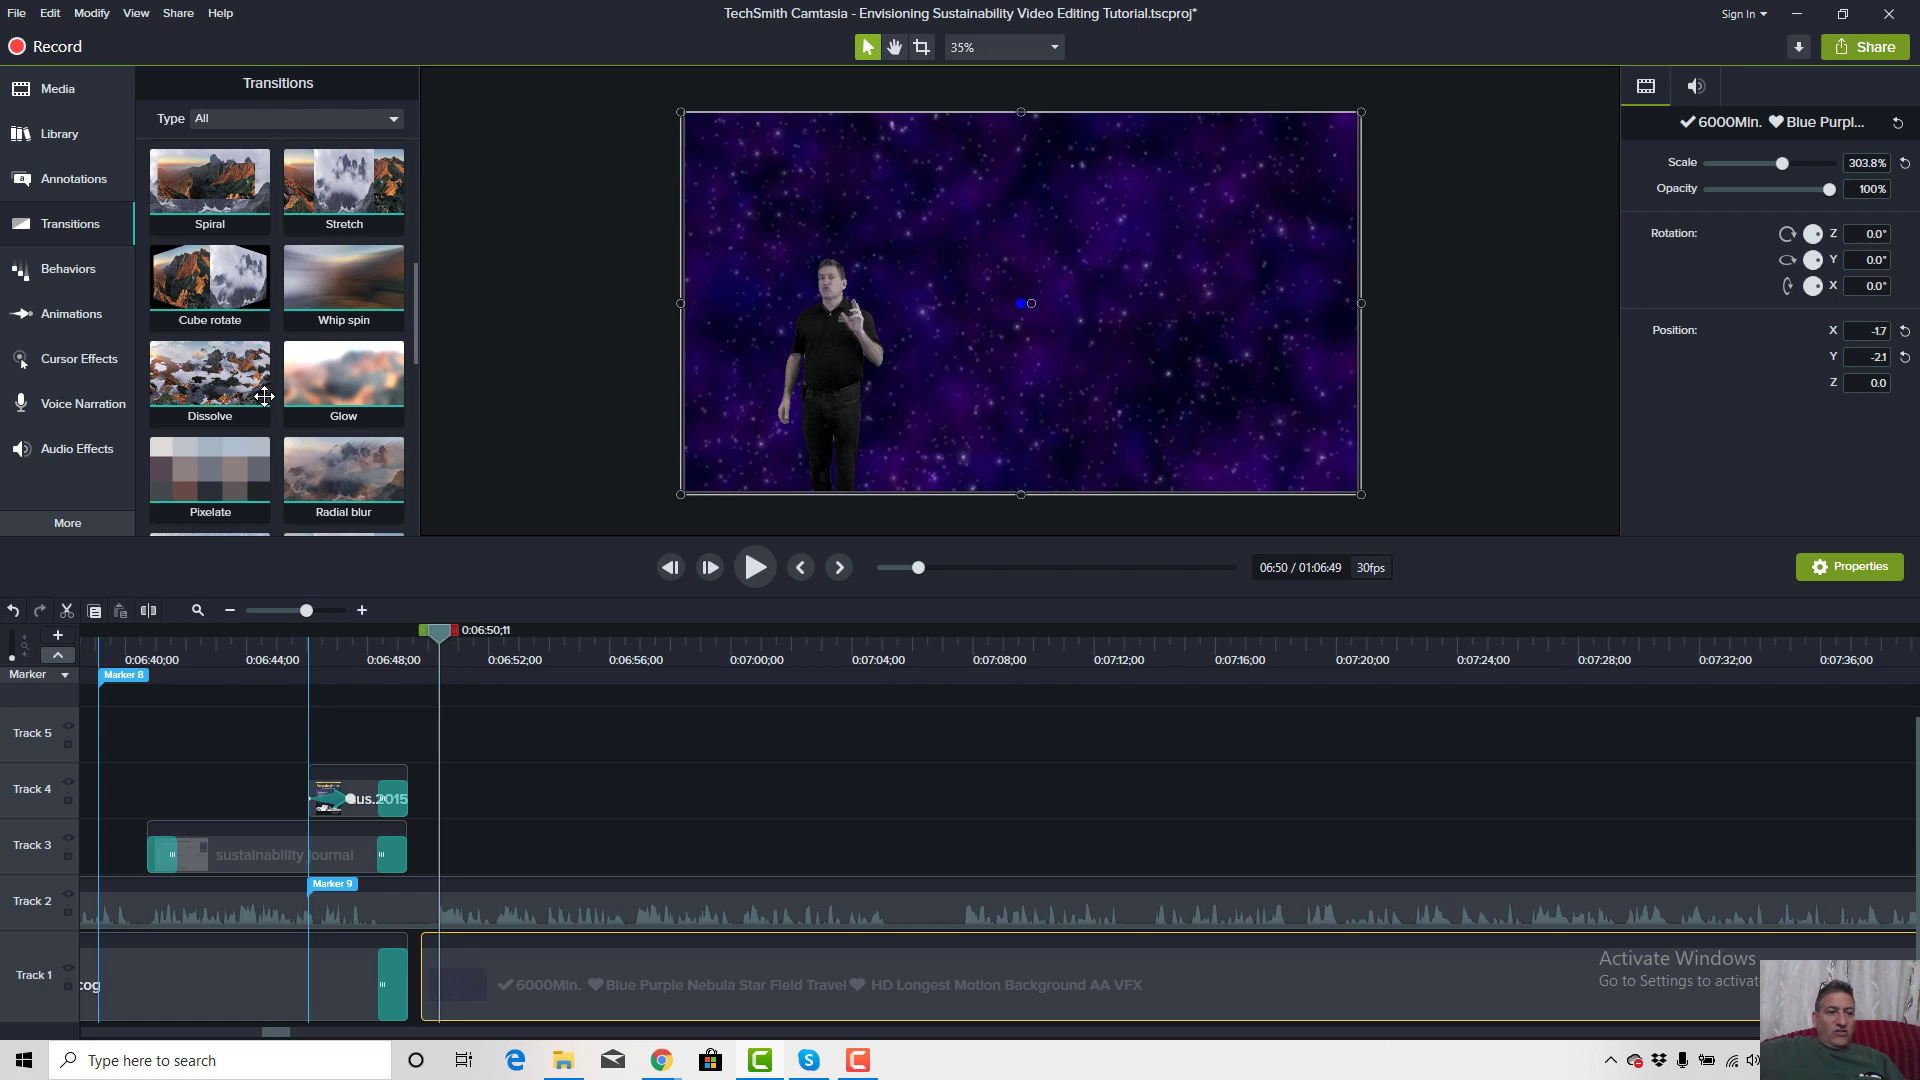 File Edit Modify View Share Help
TechSmith Camtasia - Envisioning Sustainability Video Editing Tutorial.tscproj*
Sign In
Record
35%
Share
Media
Library
Annotations
Transitions
Behaviors
Animations
Cursor Effects
Voice Narration
Audio Effects
More
Transitions
Type All
Spiral Stretch
Cube rotate Whip spin
Dissolve Glow
Pixelate Radial blur
✔6000Min. ❤Blue Purpl...
Scale 303.8%
Opacity 100%
Rotation: Z 0.0°
Y 0.0°
X 0.0°
Position: X -1.7
Y -2.1
Z 0.0
06:50 / 01:06:49 30fps
Properties
0:06:50;11
0:06:40;00 0:06:44;00 0:06:48;00 0:06:52;00 0:06:56;00 0:07:00;00 0:07:04;00 0:07:08;00 0:07:12;00 0:07:16;00 0:07:20;00 0:07:24;00 0:07:28;00 0:07:32;00 0:07:36;00
Marker
Marker 8
Track 5
Track 4
us.2015
Track 3
sustainability journal
Marker 9
Track 2
Track 1
cog
✔6000Min. ❤Blue Purple Nebula Star Field Travel❤ HD Longest Motion Background AA VFX
Activate Windows
Go to Settings to activat
Type here to search